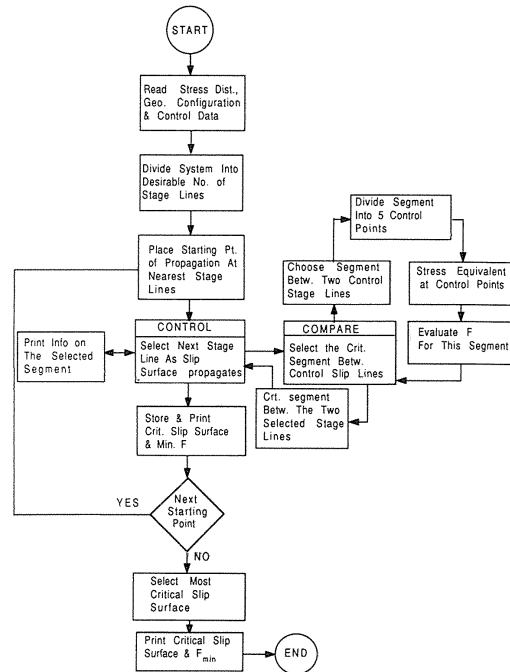 START
Read Stress Dist.,
Geo. Configuration
& Control Data
Divide System Into
Desirable No. of
Stage Lines
Place Starting Pt.
of Propagation At
Nearest Stage
Lines
CONTROL
Select Next Stage
Line As Slip
Surface propagates
Print Info on
The Selected
Segment
Divide Segment
Into 5 Control
Points
Choose Segment
Betw. Two Control
Stage Lines
Stress Equivalent
at Control Points
COMPARE
Select the Crit.
Segment Betw.
Control Slip Lines
Evaluate F
For This Segment
Crt. segment
Betw. The Two
Selected Stage
Lines
Store & Print
Crit. Slip Surface
& Min. F
YES
Next
Starting
Point
NO
Select Most
Critical Slip
Surface
Print Critical Slip
Surface & Fmin
END